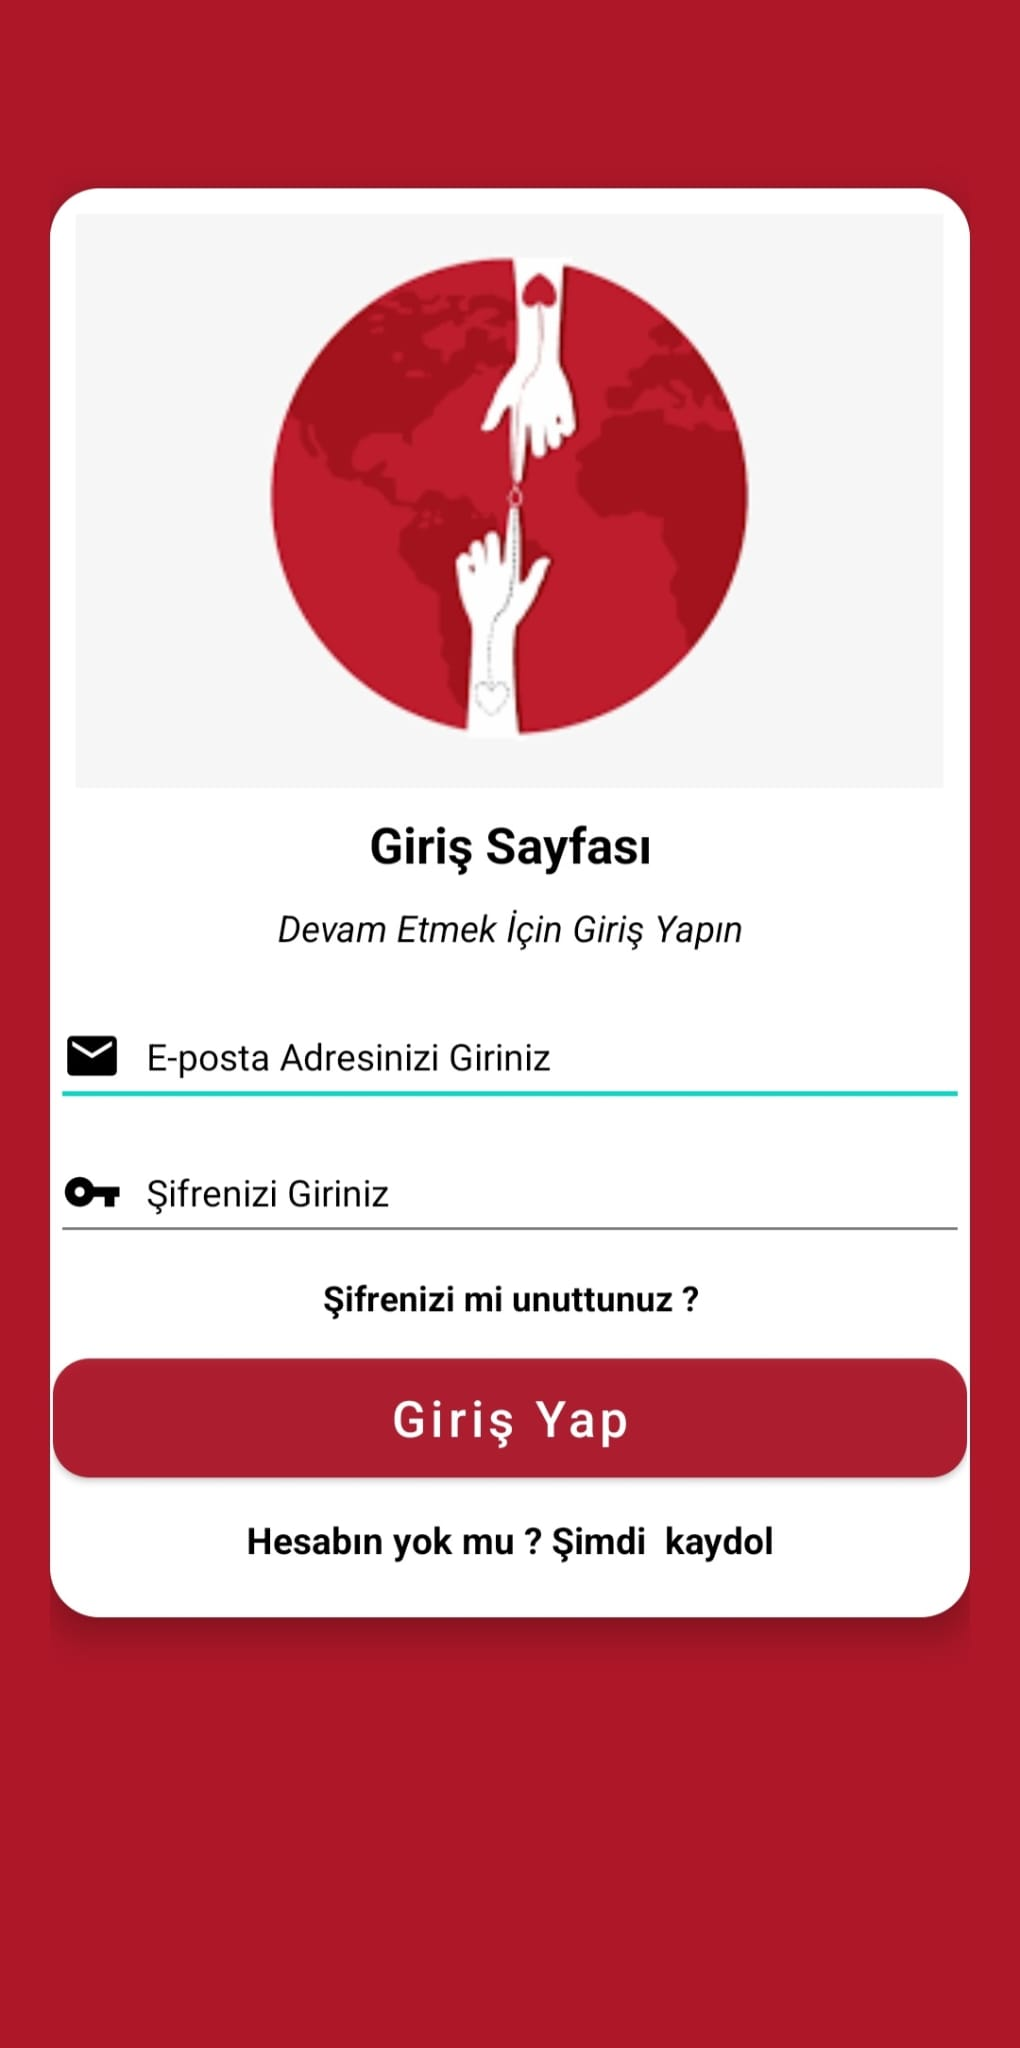 Giriş Sayfası
Devam Etmek İçin Giriş Yapın
E-posta Adresinizi Giriniz
Şifrenizi Giriniz
Şifrenizi mi unuttunuz ?
Giriş Yap
Hesabın yok mu ? Şimdi  kaydol